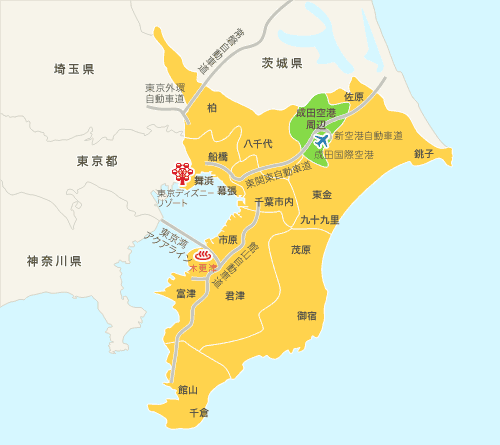 常磐自動車道
埼玉県
茨城県
東京外環
自動車道
柏
佐原
成田空港
周辺
新空港自動車道
成田国際空港
八千代
船橋
銚子
東京都
舞浜
幕張
東関東自動車道
東京ディズニー
リゾート
千葉市内
東金
九十九里
東京湾
アクアライン
市原
館山自動車道
茂原
神奈川県
木更津
富津
君津
御宿
館山
千倉